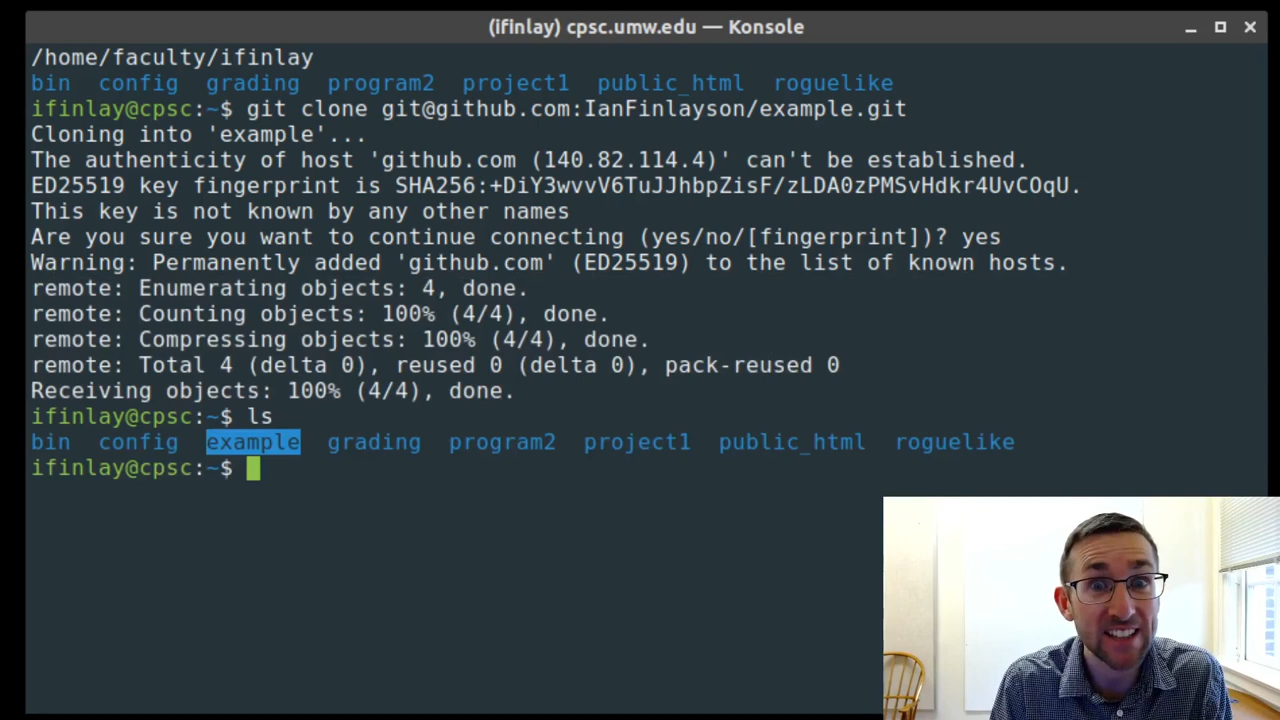 (ifinlay) cpsc.umw.edu — Konsole
/home/faculty/ifinlay
bin config grading program2 project1 public_html roguelike
ifinlay@cpsc:~$ git clone git@github.com:IanFinlayson/example.git
Cloning into 'example'...
The authenticity of host 'github.com (140.82.114.4)' can't be established.
ED25519 key fingerprint is SHA256:+DiY3wvvV6TuJJhbpZisF/zLDA0zPMSvHdkr4UvCOqU.
This key is not known by any other names
Are you sure you want to continue connecting (yes/no/[fingerprint])? yes
Warning: Permanently added 'github.com' (ED25519) to the list of known hosts.
remote: Enumerating objects: 4, done.
remote: Counting objects: 100% (4/4), done.
remote: Compressing objects: 100% (4/4), done.
remote: Total 4 (delta 0), reused 0 (delta 0), pack-reused 0
Receiving objects: 100% (4/4), done.
ifinlay@cpsc:~$ ls
bin config example grading program2 project1 public_html roguelike
ifinlay@cpsc:~$